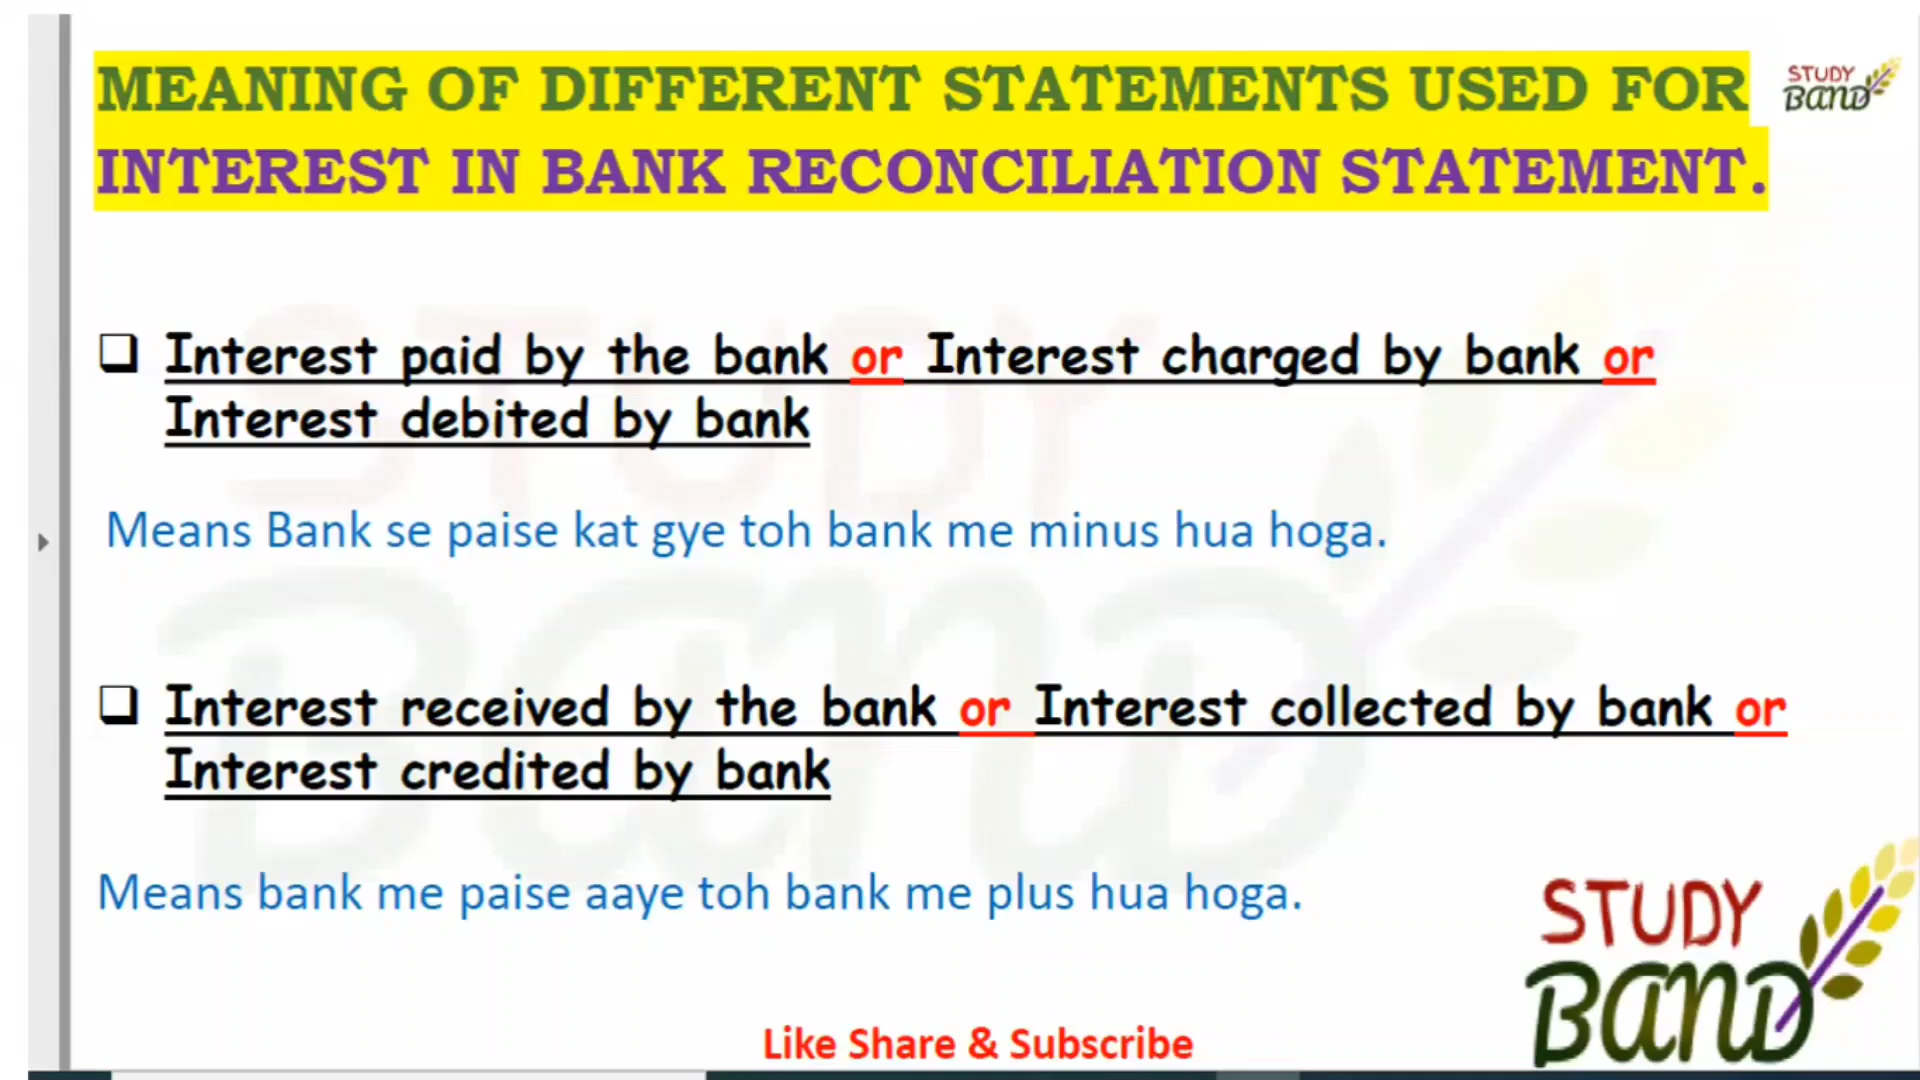 MEANING OF DIFFERENT STATEMENTS USED FOR
INTEREST IN BANK RECONCILIATION STATEMENT.
STUDY
BAND
Interest paid by the bank or Interest charged by bank or
Interest debited by bank
Means Bank se paise kat gye toh bank me minus hua hoga.
Interest received by the bank or Interest collected by bank or
Interest credited by bank
Means bank me paise aaye toh bank me plus hua hoga.
STUDY
BAND
Like Share & Subscribe
STUDY
BAND